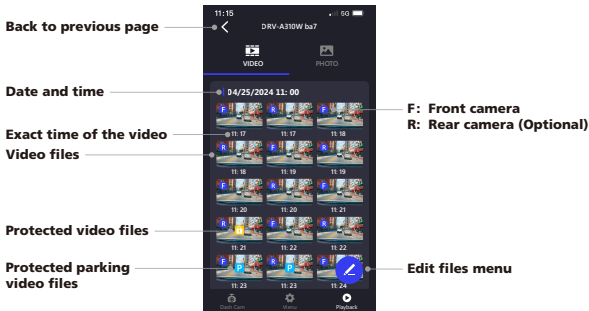 11:15
5G
Back to previous page
DRV-A310W ba7
VIDEO
PHOTO
Date and time
04/25/2024 11: 00
F: Front camera
R: Rear camera (Optional)
F R F
Exact time of the video
11: 17 11: 17 11: 18
Video files
R F R
11: 18 11: 19 11: 19
F R F
11: 20 11: 20 11: 21
Protected video files
R F R
11: 21 11: 22 11: 22
Protected parking
video files
F R F
P P
Edit files menu
11: 23 11: 23 11: 24
Dash Cam Menu Playback